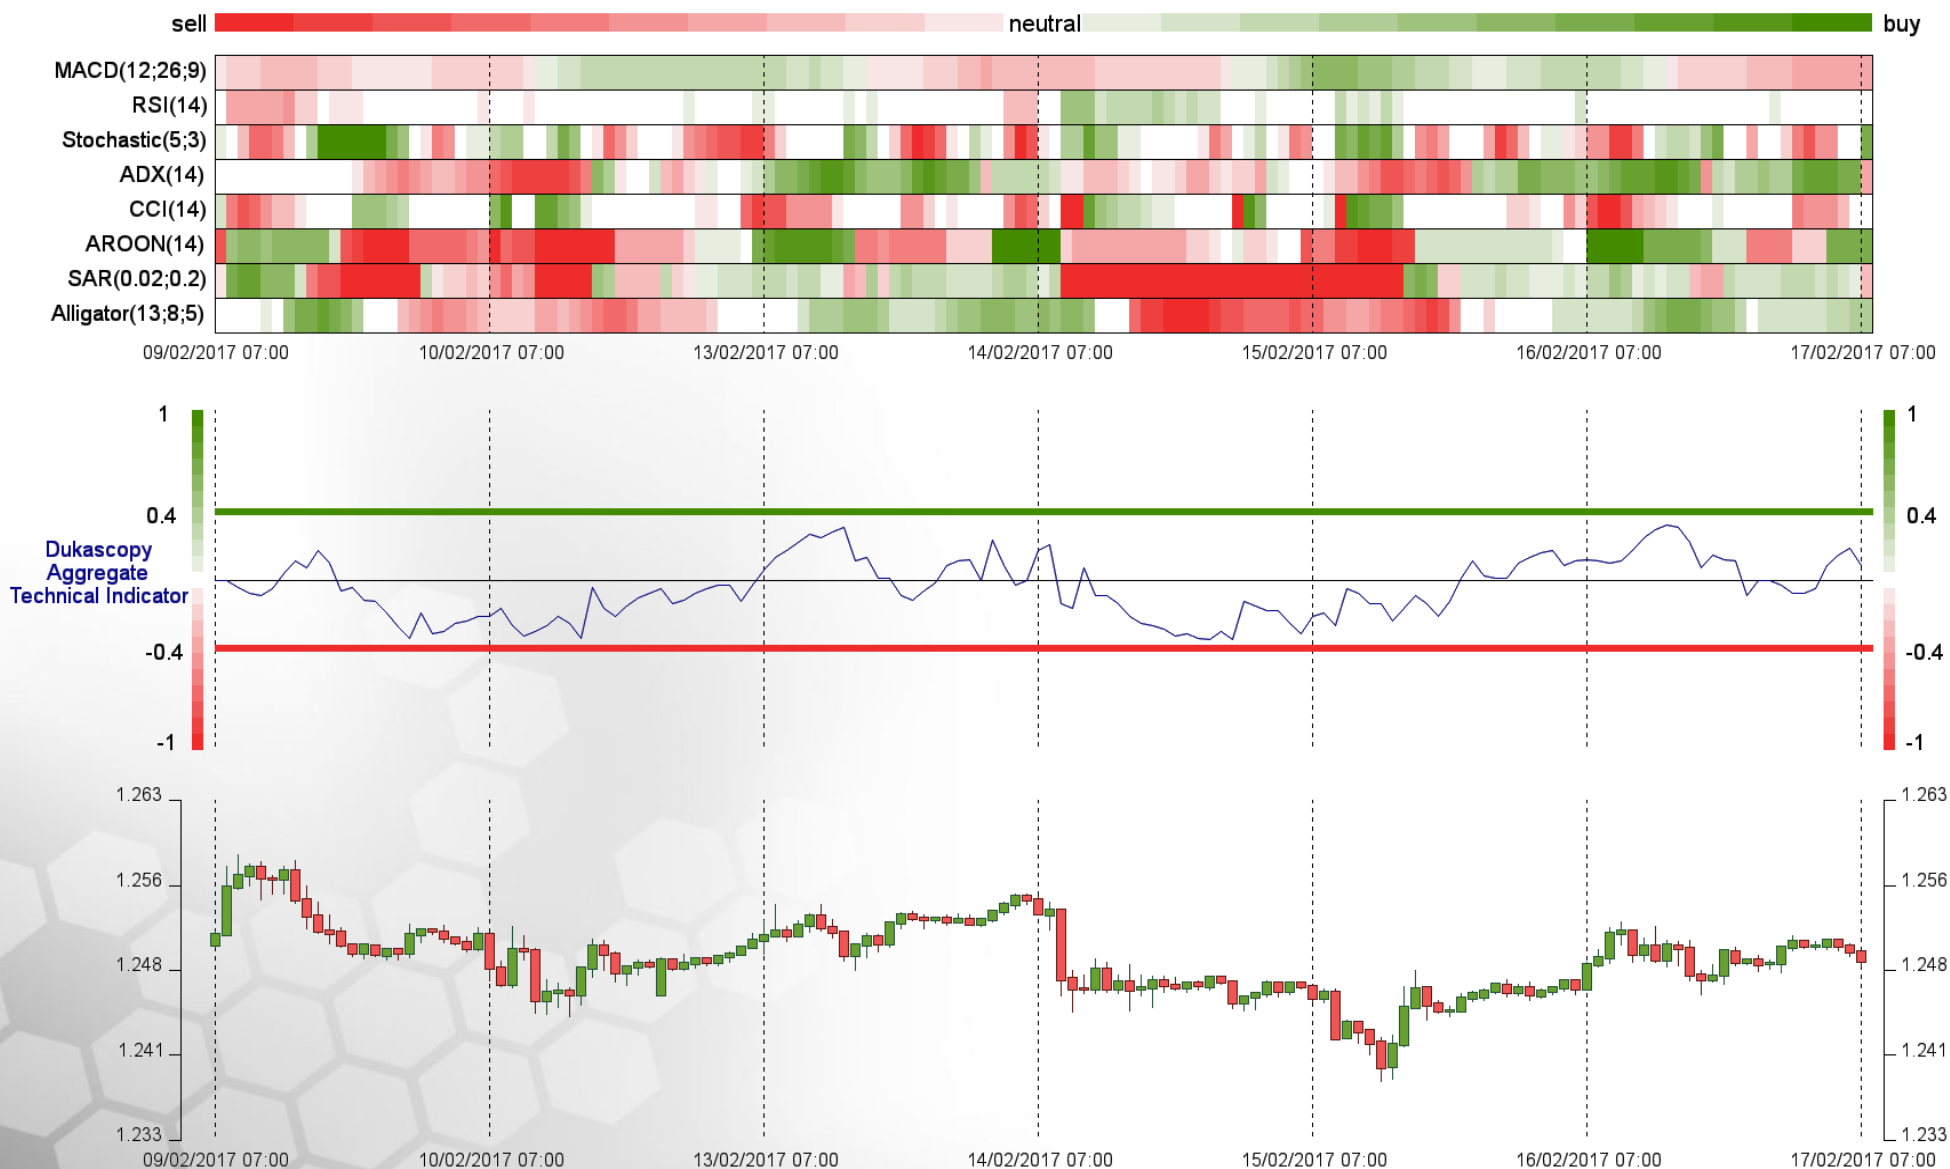 sell neutral buy
MACD(12;26;9)
RSI(14)
Stochastic(5;3)
ADX(14)
CCI(14)
AROON(14)
SAR(0.02;0.2)
Alligator(13;8;5)
09/02/2017 07:00 10/02/2017 07:00 13/02/2017 07:00 14/02/2017 07:00 15/02/2017 07:00 16/02/2017 07:00 17/02/2017 07:00
1 1
0.4 0.4
Dukascopy
Aggregate
Technical Indicator
-0.4 -0.4
-1 -1
1.263 1.263
1.256 1.256
1.248 1.248
1.241 1.241
1.233 1.233
09/02/2017 07:00 10/02/2017 07:00 13/02/2017 07:00 14/02/2017 07:00 15/02/2017 07:00 16/02/2017 07:00 17/02/2017 07:00